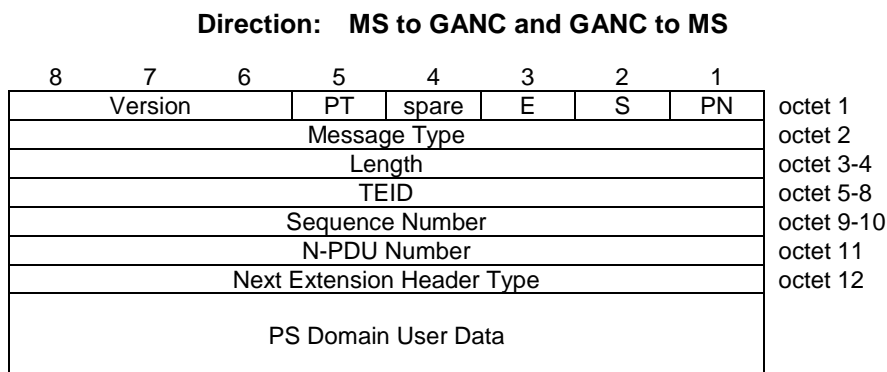 Direction: MS to GANC and GANC to MS
8 7 6 5 4 3 2 1
Version PT spare E S PN octet 1
Message Type octet 2
Length octet 3-4
TEID octet 5-8
Sequence Number octet 9-10
N-PDU Number octet 11
Next Extension Header Type octet 12
PS Domain User Data